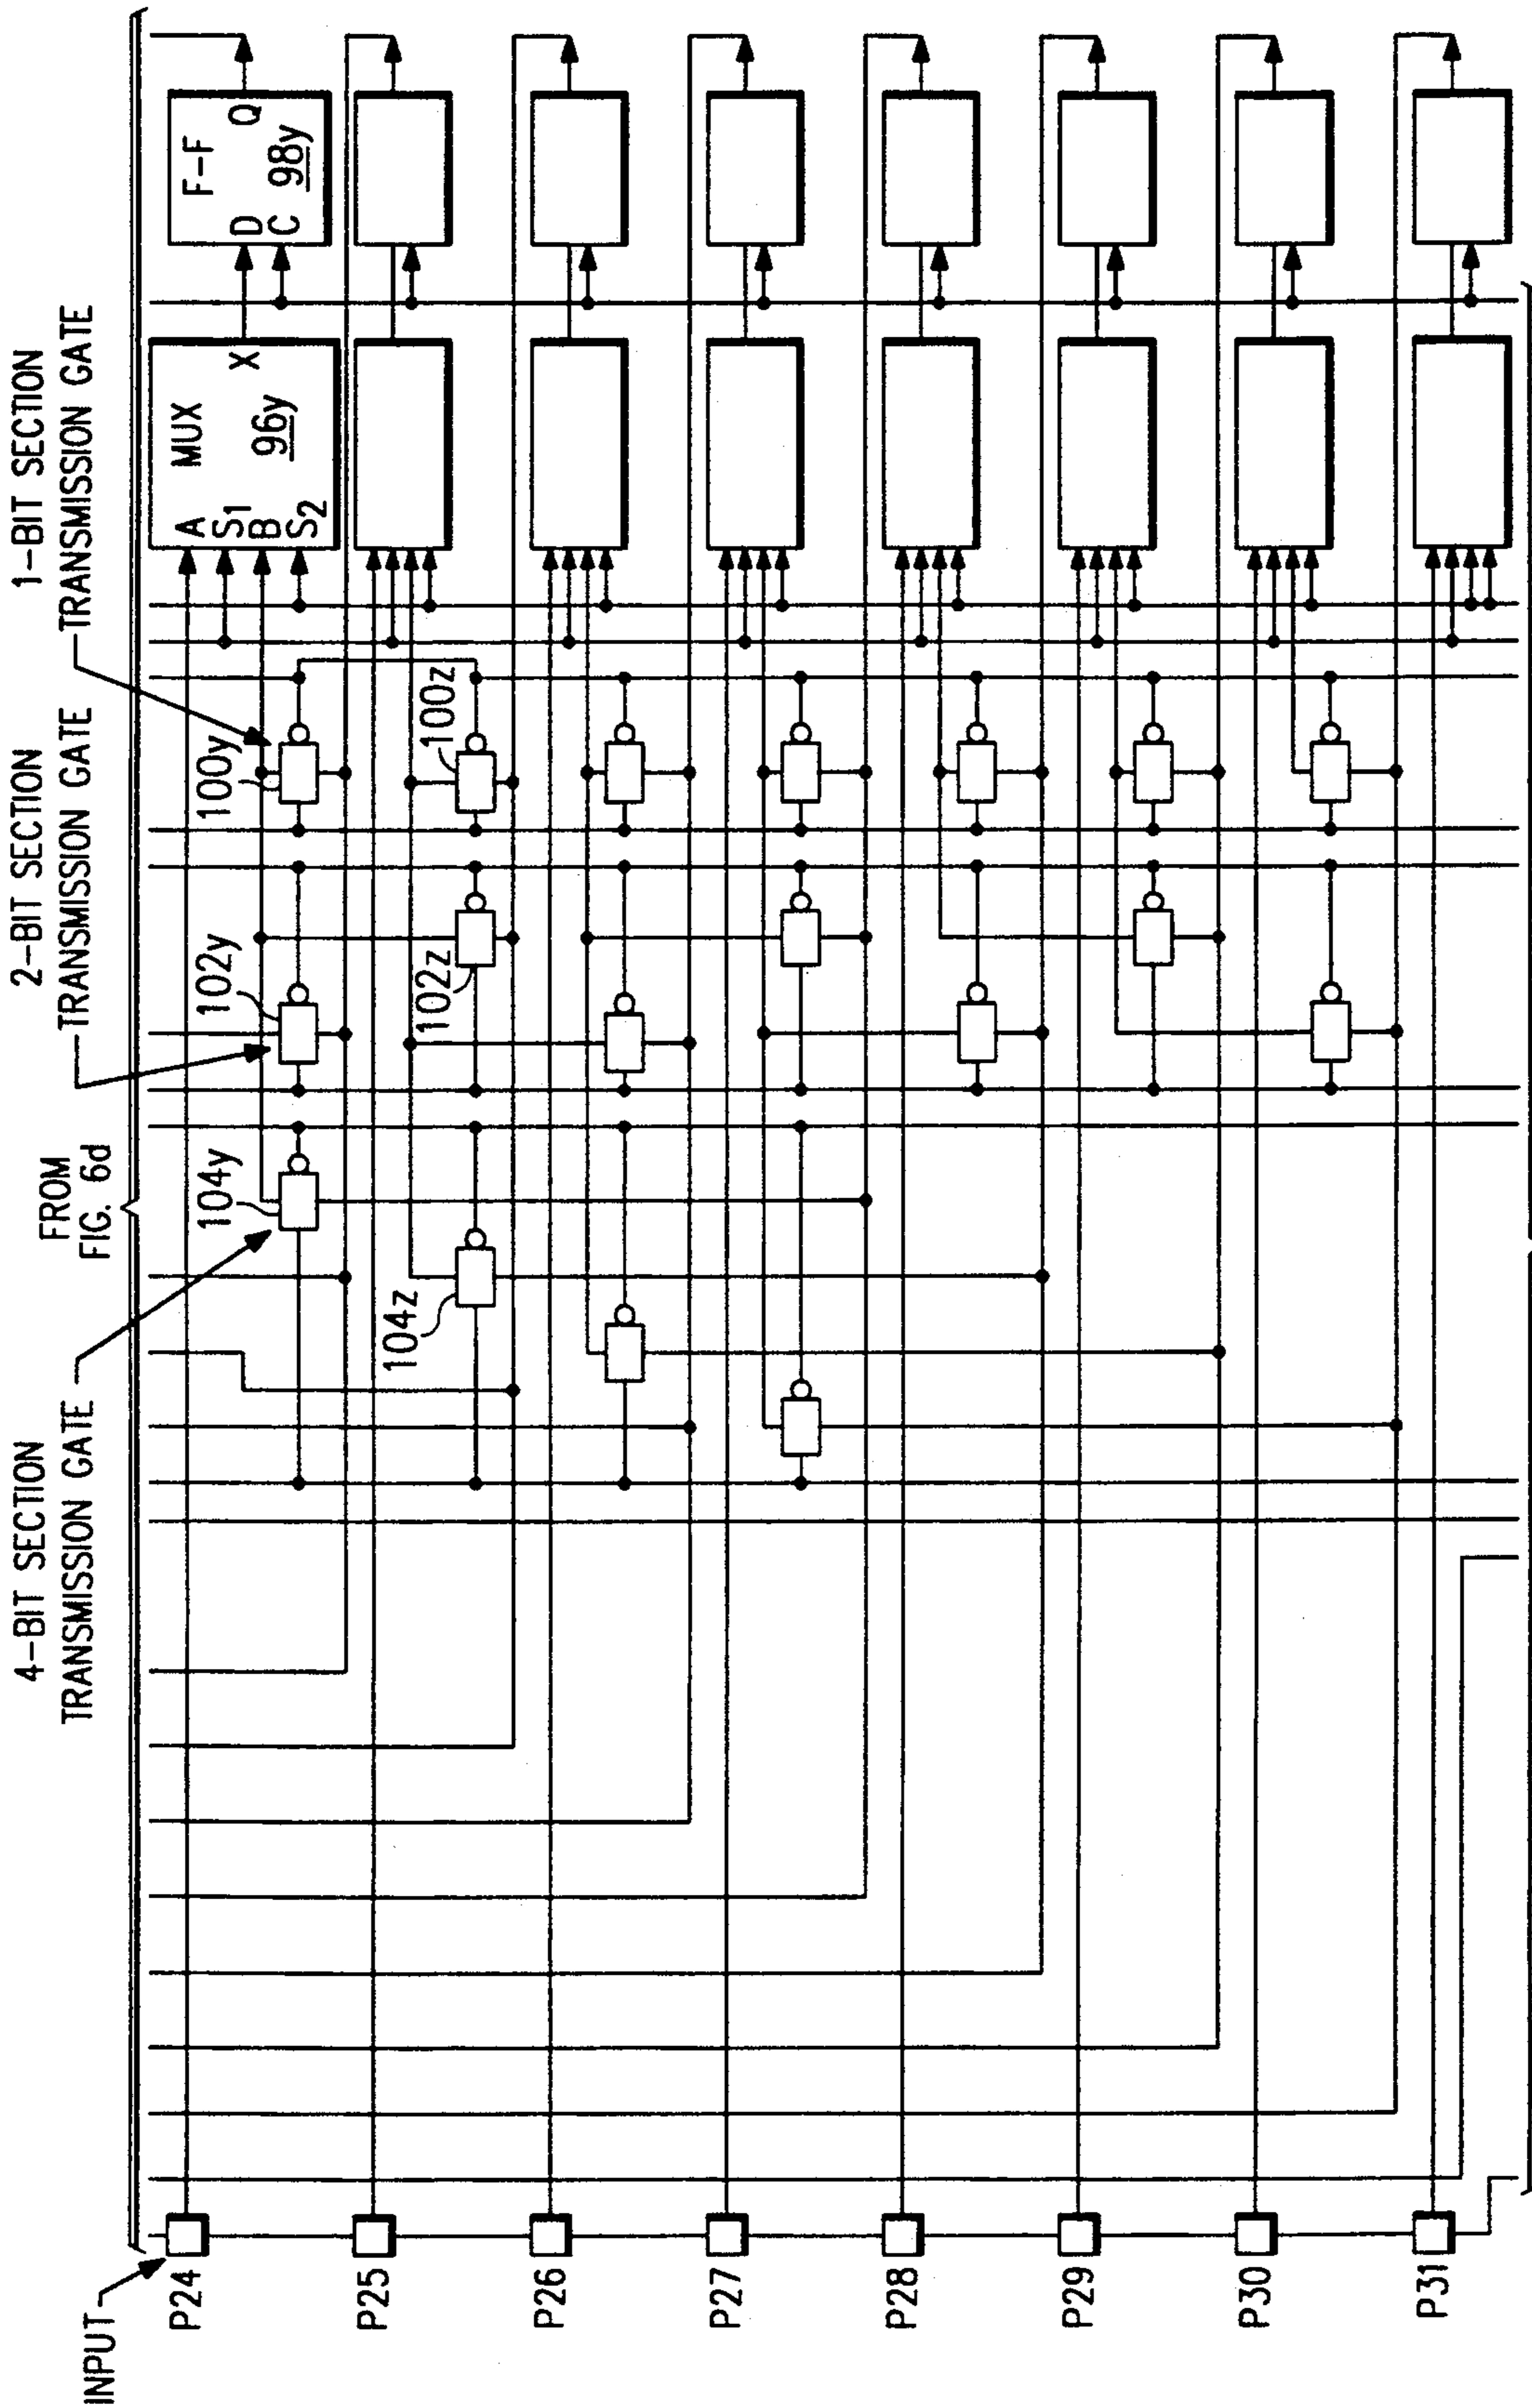 4-BIT SECTION
TRANSMISSION GATE
FROM
FIG. 6d
2-BIT SECTION
TRANSMISSION GATE
1-BIT SECTION
TRANSMISSION GATE
INPUT
P24
104y
102y
100y
A
S1
B
S2
MUX
X
96y
D
C
F-F
Q
98y
P25
104z
102z
100z
P26
P27
P28
P29
P30
P31